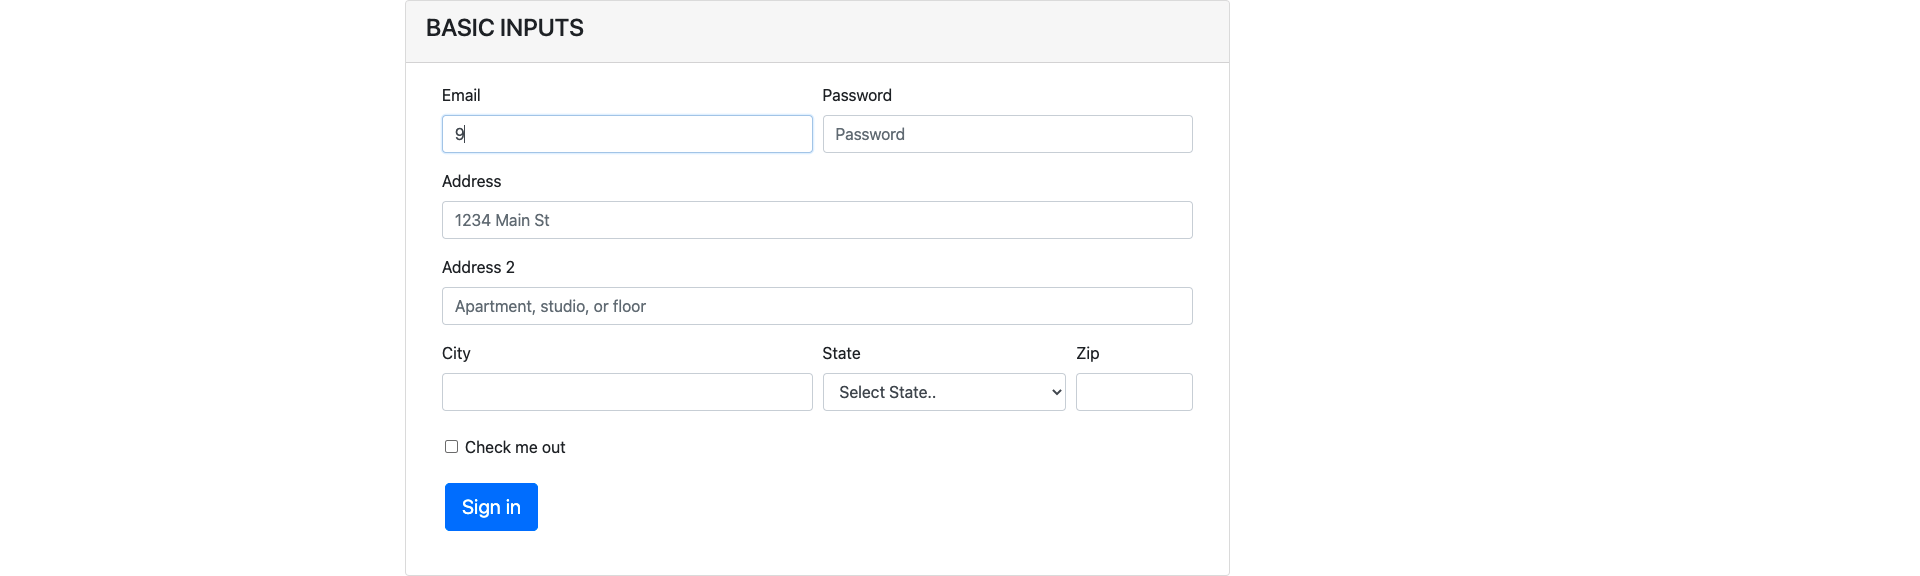 BASIC INPUTS
Email Password
9 Password
Address
1234 Main St
Address 2
Apartment, studio, or floor
City State Zip
Select State..
Check me out
Sign in